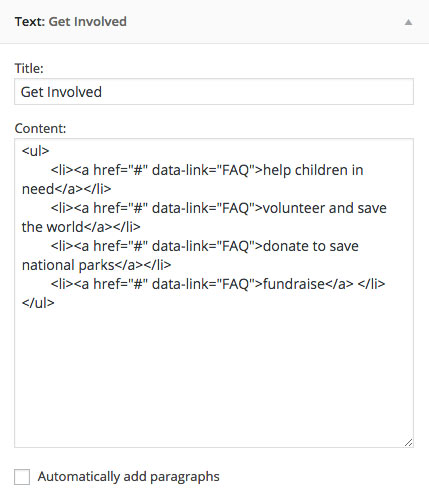 Text: Get Involved
Title:
Get Involved
Content:
<ul>
<li><a href="#" data-link="FAQ">help children in
need</a></li>
<li><a href="#" data-link="FAQ">volunteer and save
the world</a></li>
<li><a href="#" data-link="FAQ">donate to save
national parks</a></li>
<li><a href="#" data-link="FAQ">fundraise</a> </li>
</ul>
Automatically add paragraphs